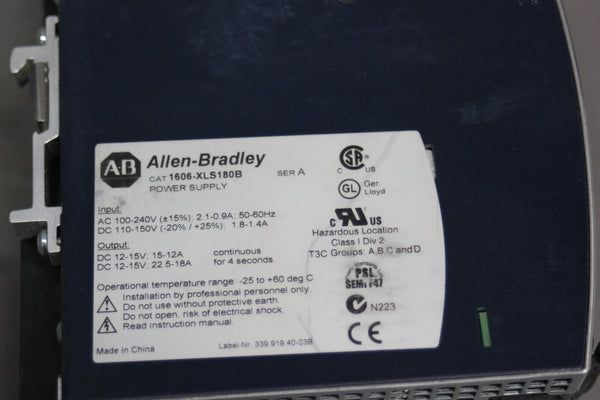 AB Allen-Bradley
CAT 1606-XLS180B SER A
POWER SUPPLY
Input:
AC 100-240V (±15%); 2.1-0.9A; 50-60Hz
DC 110-150V (-20% / +25%); 1.8-1.4A
Output:
DC 12-15V; 15-12A continuous
DC 12-15V; 22.5-18A for 4 seconds
Operational temperature range: -25 to +60 deg C
Installation by professional personnel only.
Do not use without protective earth.
Do not open, risk of electrical shock.
Read instruction manual.
Made in China Label-Nr. 339.919.40-03B
C SA US
GL Ger
Lloyd
c UR US
Hazardous Location
Class I Div 2
T3C Groups: A,B,C and D
PSL
SEMI F47
N223
CE